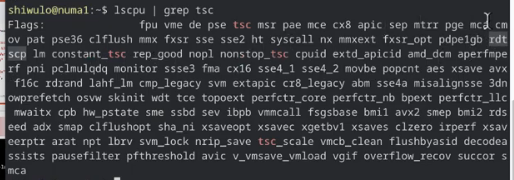 shiwulo@numa1:~$ lscpu | grep tsc
Flags: fpu vme de pse tsc msr pae mce cx8 apic sep mtrr pge mca cm
ov pat pse36 clflush mmx fxsr sse sse2 ht syscall nx mmxext fxsr_opt pdpe1gb rdt
scp lm constant_tsc rep_good nopl nonstop_tsc cpuid extd_apicid amd_dcm aperfmpe
rf pni pclmulqdq monitor ssse3 fma cx16 sse4_1 sse4_2 movbe popcnt aes xsave avx
f16c rdrand lahf_lm cmp_legacy svm extapic cr8_legacy abm sse4a misalignsse 3dn
owprefetch osvw skinit wdt tce topoext perfctr_core perfctr_nb bpext perfctr_llc
mwaitx cpb hw_pstate sme ssbd sev ibpb vmmcall fsgsbase bmi1 avx2 smep bmi2 rds
eed adx smap clflushopt sha_ni xsaveopt xsavec xgetbv1 xsaves clzero irperf xsav
eerptr arat npt lbrv svm_lock nrip_save tsc_scale vmcb_clean flushbyasid decodea
ssists pausefilter pfthreshold avic v_vmsave_vmload vgif overflow_recov succor s
mca